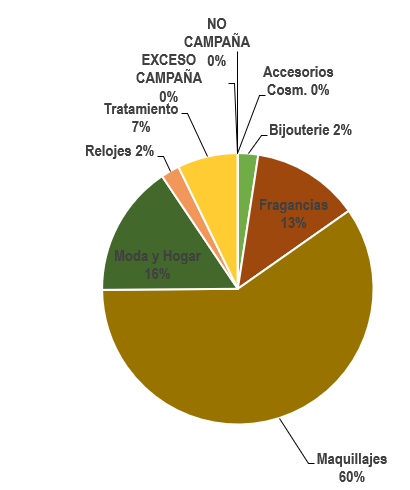 NO
CAMPAÑA
0%
EXCESO
CAMPAÑA
0%
Accesorios
Cosm. 0%
Tratamiento
7%
Bijouterie 2%
Relojes 2%
Fragancias
13%
Moda y Hogar
16%
Maquillajes
60%